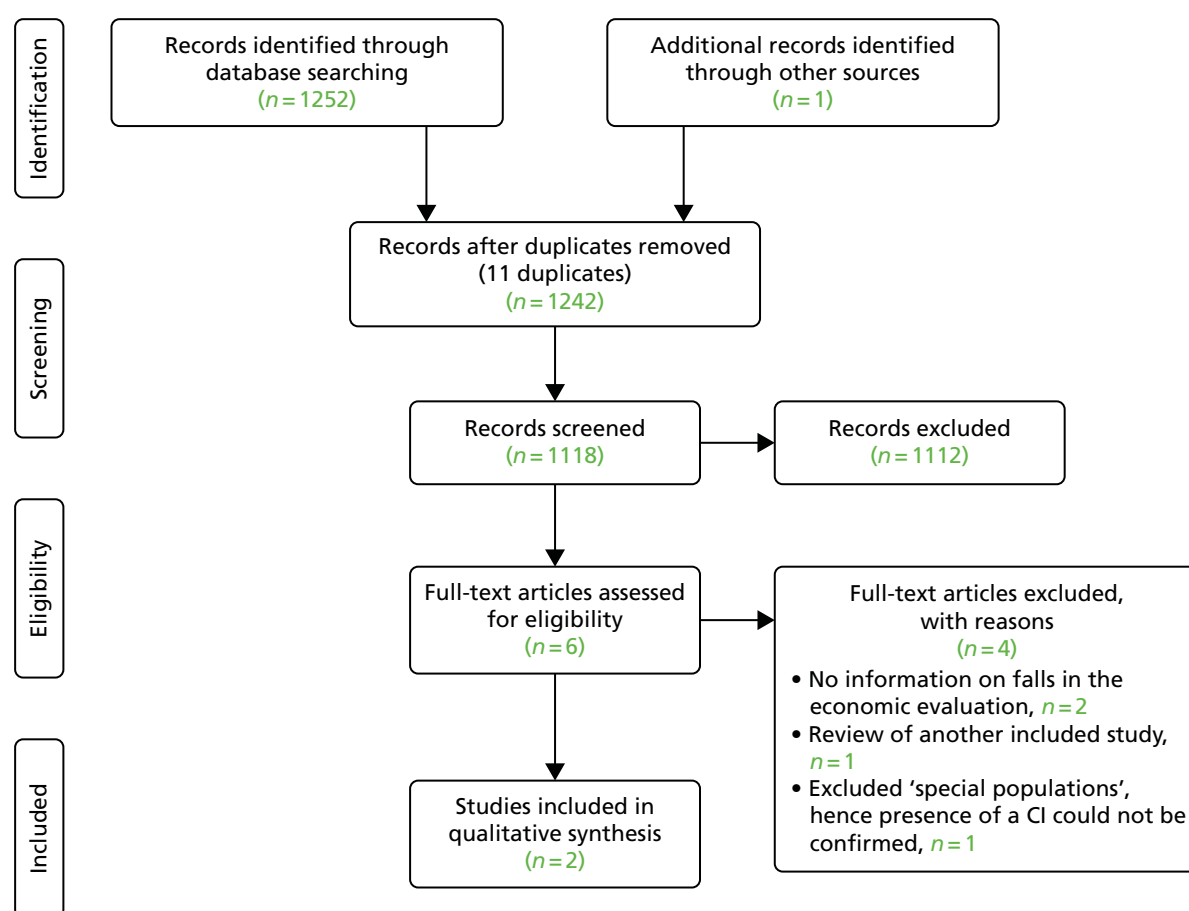 Identification
Records identified through
database searching
(n = 1252)
Additional records identified
through other sources
(n = 1)
Screening
Records after duplicates removed
(11 duplicates)
(n = 1242)
Records screened
(n = 1118)
Records excluded
(n = 1112)
Eligibility
Full-text articles assessed
for eligibility
(n = 6)
Full-text articles excluded,
with reasons
(n = 4)
• No information on falls in the
economic evaluation, n = 2
• Review of another included study,
n = 1
• Excluded ‘special populations’,
hence presence of a CI could not be
confirmed, n = 1
Included
Studies included in
qualitative synthesis
(n = 2)